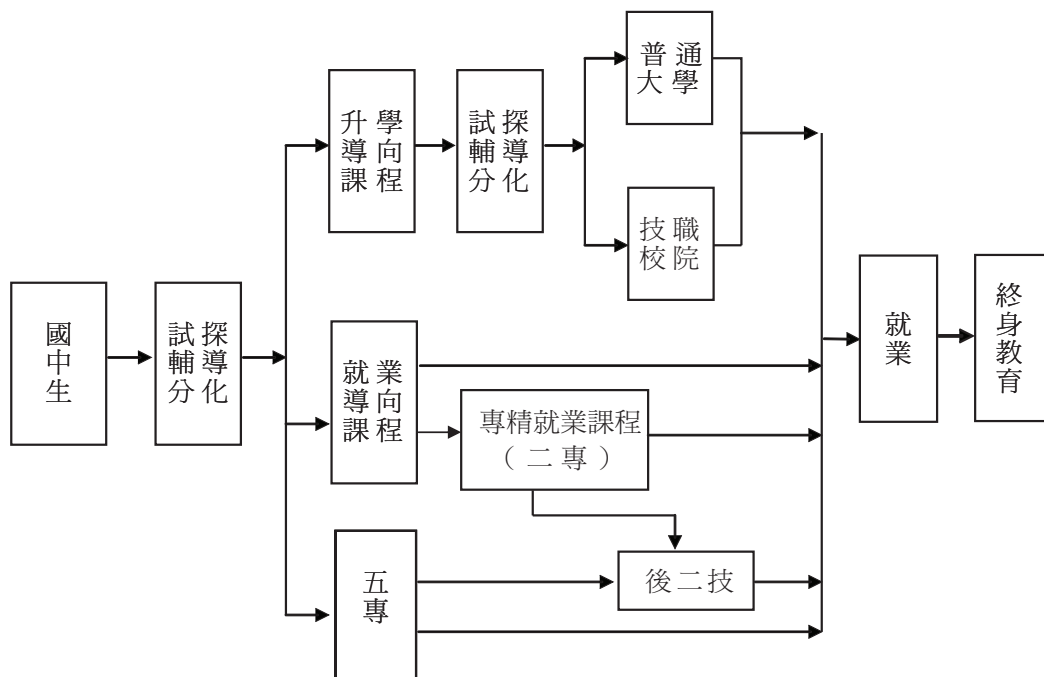 國中生
試探
輔導
分化
升學
導向
課程
試探
輔導
分化
普通
大學
技職
校院
就業
導向
課程
專精就業課程
（二專）
五專
後二技
就業
終身教育